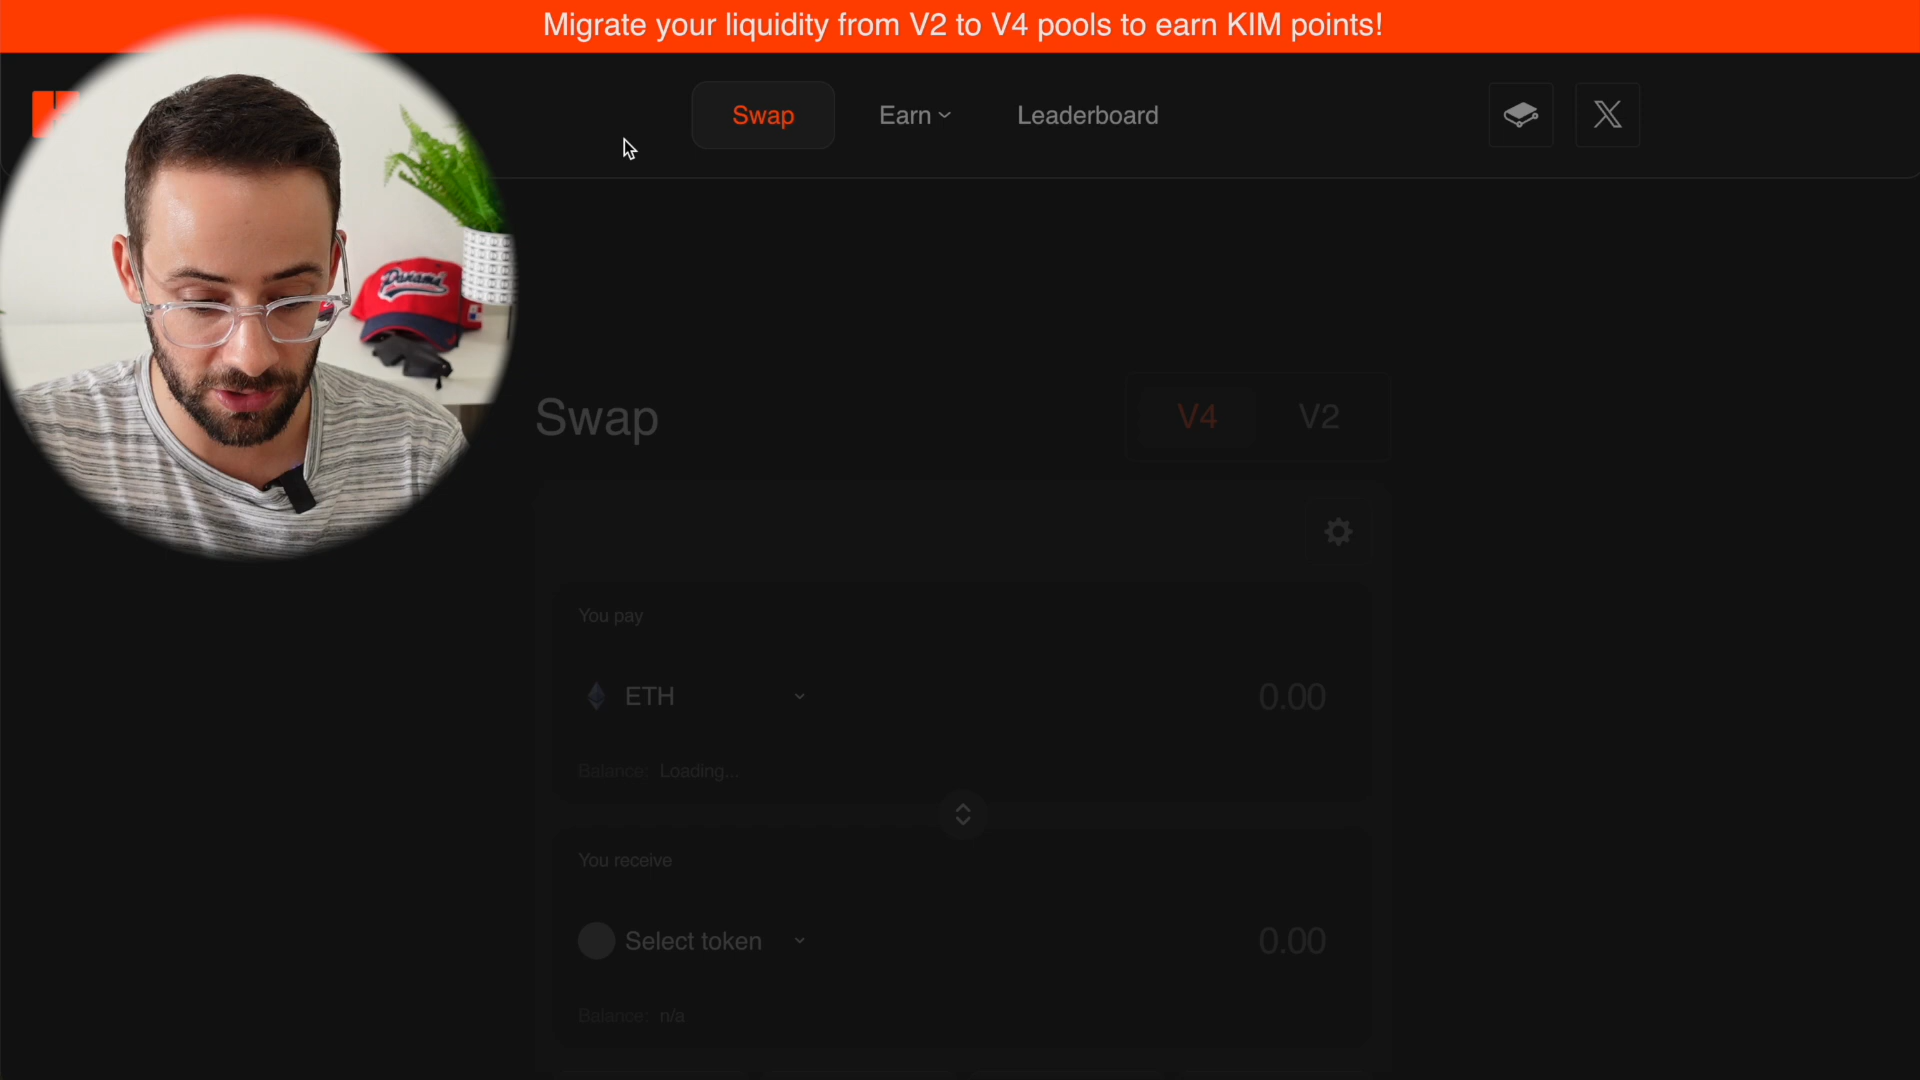 Migrate your liquidity from V2 to V4 pools to earn KIM points!
Swap
Earn
Leaderboard
Panamá
Swap
V4
V2
You pay
ETH
0.00
Balance: Loading...
You receive
Select token
0.00
Balance: n/a